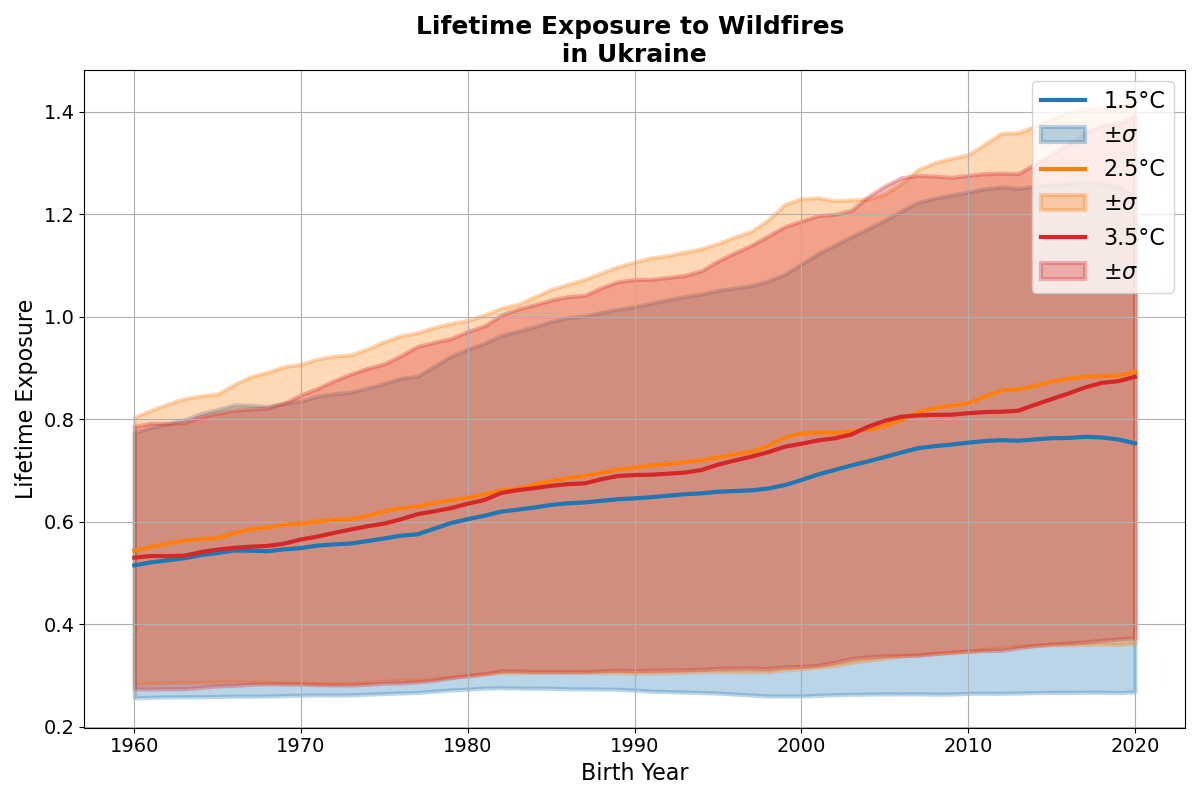 Lifetime Exposure to Wildfires
in Ukraine
1.5°C
±σ
2.5°C
±σ
3.5°C
±σ
Lifetime Exposure
1.4
1.2
1.0
0.8
0.6
0.4
0.2
1960 1970 1980 1990 2000 2010 2020
Birth Year